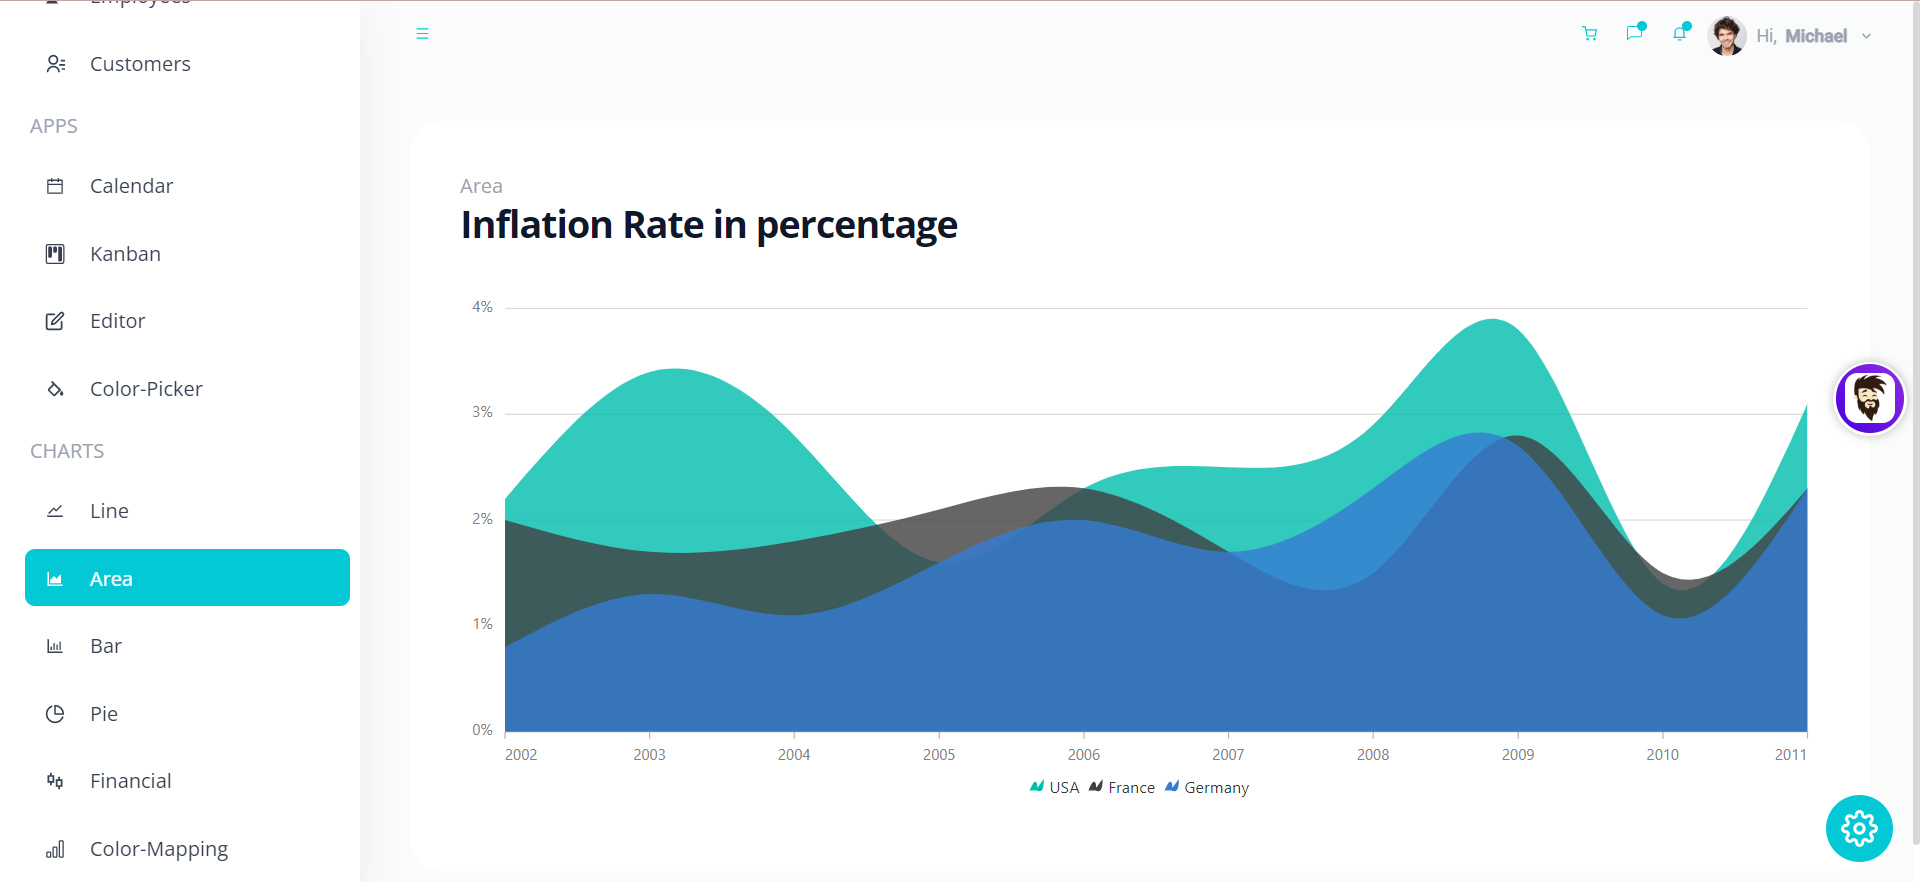 Employees
Customers
APPS
Calendar
Kanban
Editor
Color-Picker
CHARTS
Line
Area
Bar
Pie
Financial
Color-Mapping
Hi, Michael
Area
Inflation Rate in percentage
4%
3%
2%
1%
0%
2002 2003 2004 2005 2006 2007 2008 2009 2010 2011
USA France Germany